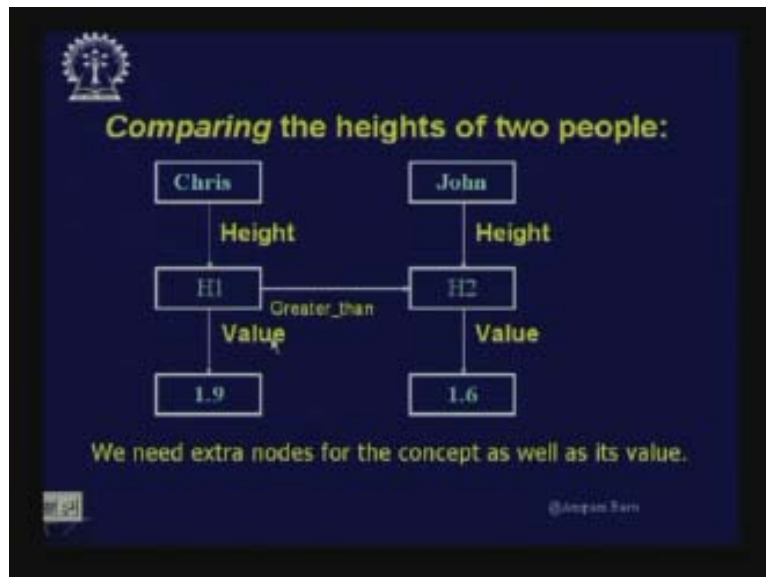 Comparing the heights of two people:
Chris John
Height Height
H1 H2
Greater_than
Value Value
1.9 1.6
We need extra nodes for the concept as well as its value.